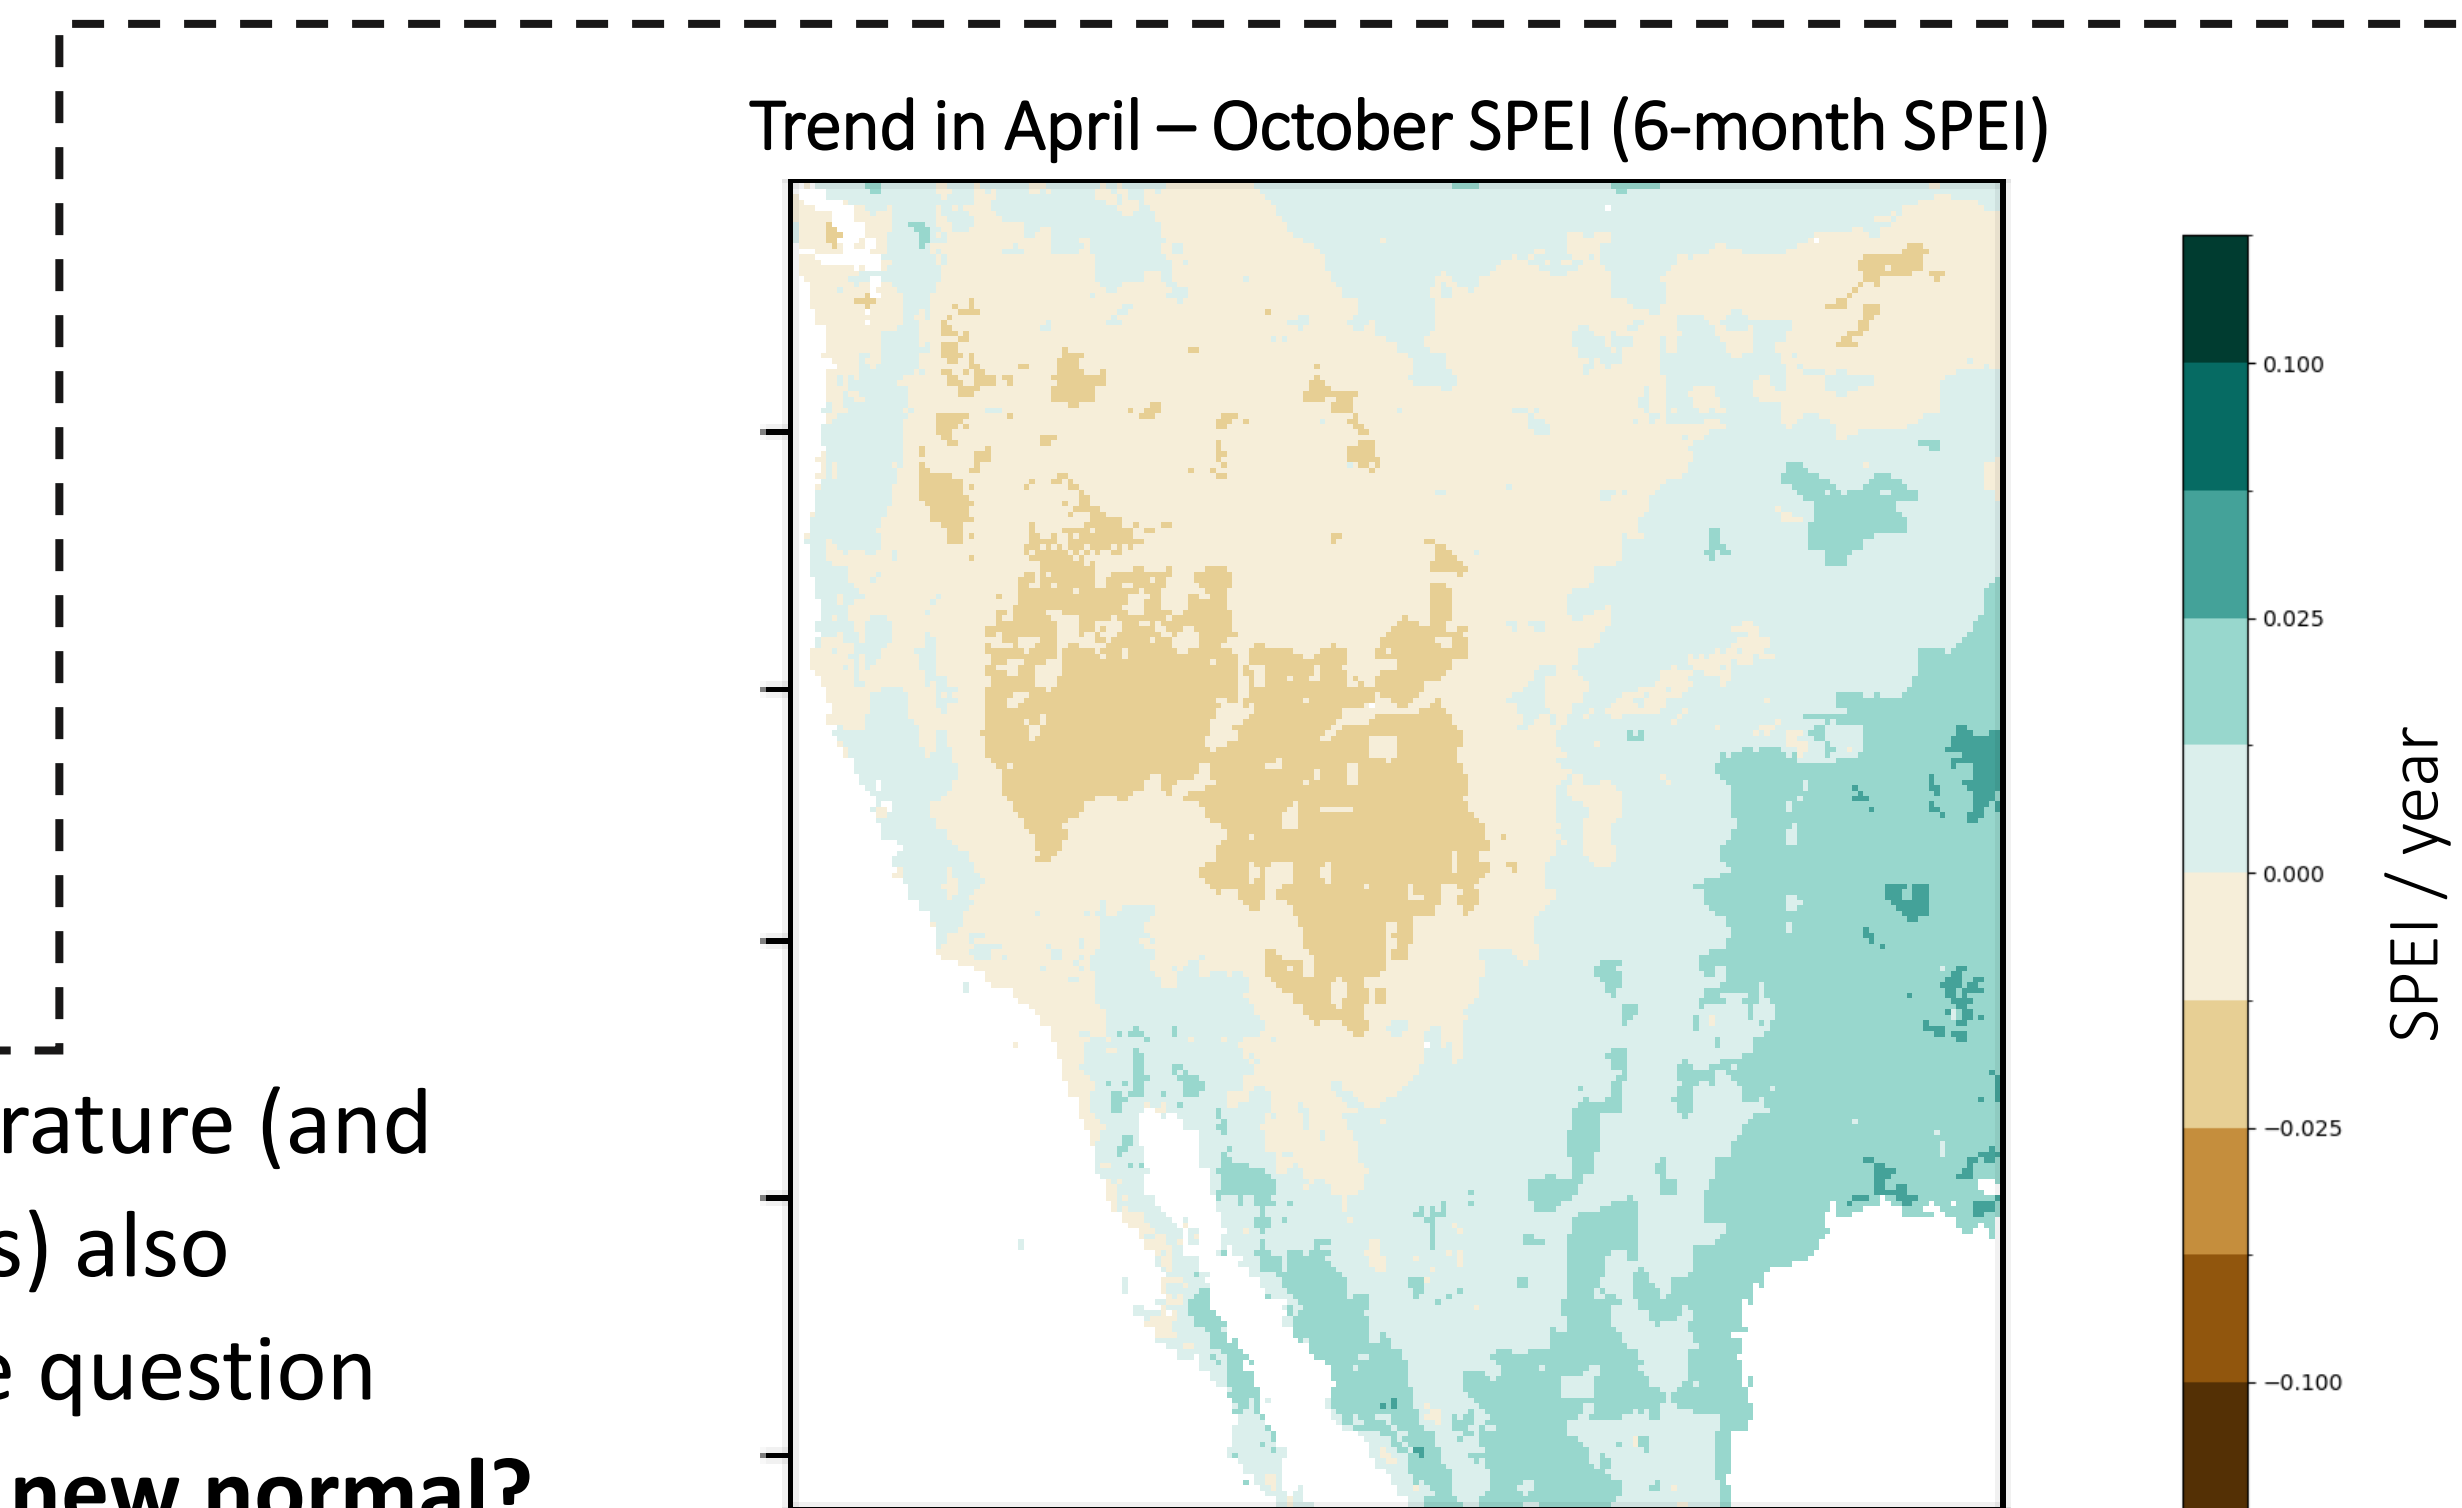 Trend in April – October SPEI (6-month SPEI)
0.100
0.025
0.000
−0.025
−0.100
SPEI / year
(and
also
question
new normal?